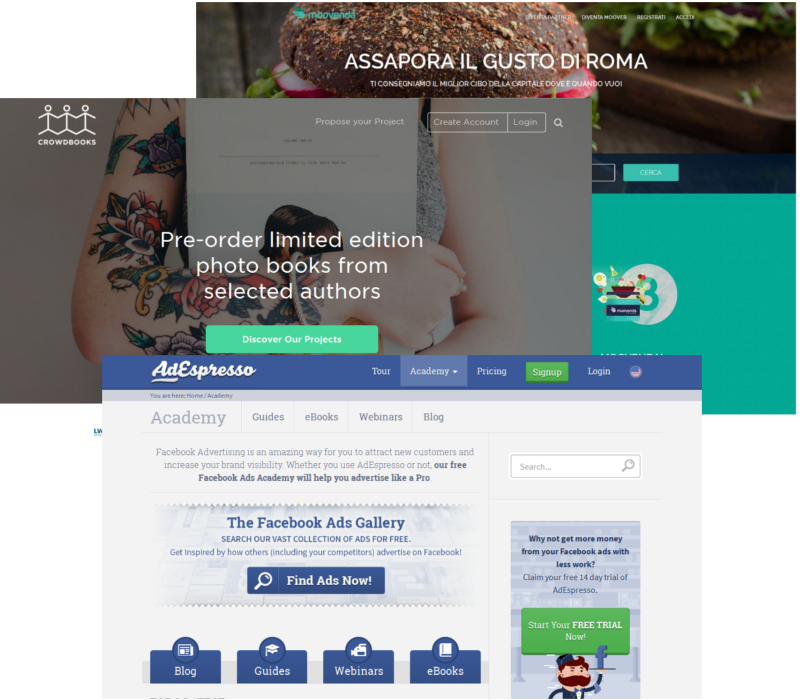 moovenda
DIVENTA PARTNER DIVENTA MOOVER REGISTRATI ACCEDI
ASSAPORA IL GUSTO DI ROMA
TI CONSEGNIAMO IL MIGLIOR CIBO DELLA CAPITALE DOVE E QUANDO VUOI
CERCA
3
moovenda
CROWDBOOKS
Propose your Project Create Account Login
Pre-order limited edition
photo books from
selected authors
Discover Our Projects
AdEspresso
Tour Academy Pricing Signup Login
You are here: Home / Academy
Academy Guides eBooks Webinars Blog
Facebook Advertising is an amazing way for you to attract new customers and
increase your brand visibility. Whether you use AdEspresso or not, our free
Facebook Ads Academy will help you advertise like a Pro
Search...
The Facebook Ads Gallery
SEARCH OUR VAST COLLECTION OF ADS FOR FREE.
Get Inspired by how others (including your competitors) advertise on Facebook!
Find Ads Now!
Why not get more money
from your Facebook ads with
less work?
Claim your free 14 day trial of
AdEspresso.
Start Your FREE TRIAL
Now!
Blog Guides Webinars eBooks